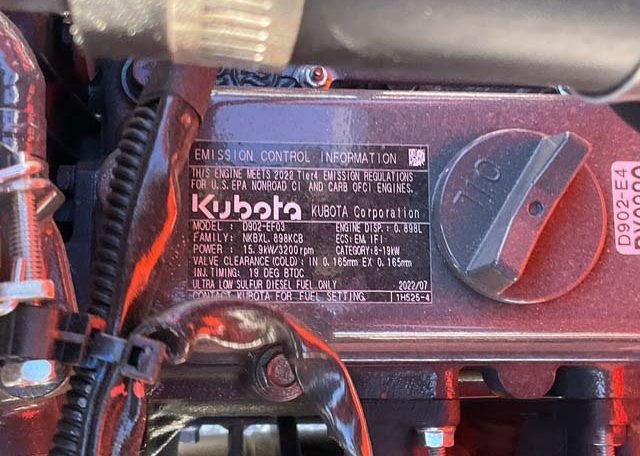 EMISSION CONTROL INFORMATION
THIS ENGINE MEETS 2022 Tier4 EMISSION REGULATIONS
FOR U.S. EPA NONROAD CI AND CARB OFCI ENGINES.
Kubota KUBOTA Corporation
MODEL : D902-EF03 ENGINE DISP.: 0.898L
FAMILY: NKBXL.898KCB ECS:EM.IFI
POWER : 15.9kW/3200rpm CATEGORY:8-19kW
VALVE CLEARANCE(COLD) : IN 0.165mm EX 0.165mm
INJ.TIMING: 19 DEG BTDC
ULTRA LOW SULFUR DIESEL FUEL ONLY 2022/07
CONTACT KUBOTA FOR FUEL SETTING. 1H525-4
OIL
D902-E4